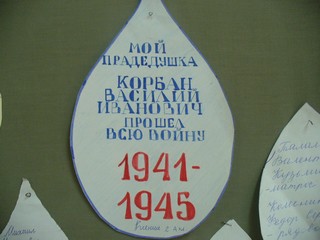 МОЙ
ПРАДЕДУШКА
КОРБАН
ВАСИЛИЙ
ИВАНОВИЧ
ПРОШЕЛ
ВСЮ ВОЙНУ
1941-
1945